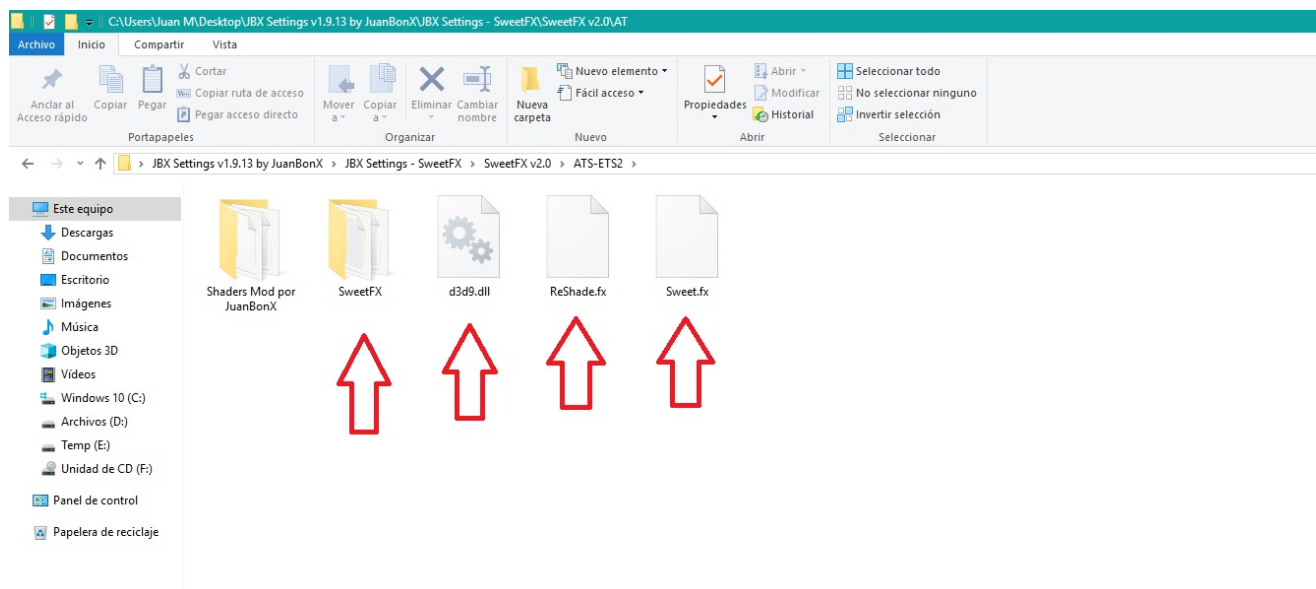 C:\Users\Juan M\Desktop\JBX Settings v1.9.13 by JuanBonX\JBX Settings - SweetFX\SweetFX v2.0\AT
Archivo Inicio Compartir Vista
Anclar al
Acceso rápido
Copiar
Pegar
Cortar
Copiar ruta de acceso
Pegar acceso directo
Portapapeles
Mover
a
Copiar
a
Eliminar
Cambiar
nombre
Organizar
Nueva
carpeta
Nuevo elemento
Fácil acceso
Nuevo
Propiedades
Abrir
Modificar
Historial
Abrir
Seleccionar todo
No seleccionar ninguno
Invertir selección
Seleccionar
JBX Settings v1.9.13 by JuanBonX > JBX Settings - SweetFX > SweetFX v2.0 > ATS-ETS2 >
Este equipo
Descargas
Documentos
Escritorio
Imágenes
Música
Objetos 3D
Vídeos
Windows 10 (C:)
Archivos (D:)
Temp (E:)
Unidad de CD (F:)
Panel de control
Papelera de reciclaje
Shaders Mod por
JuanBonX
SweetFX
d3d9.dll
ReShade.fx
Sweet.fx